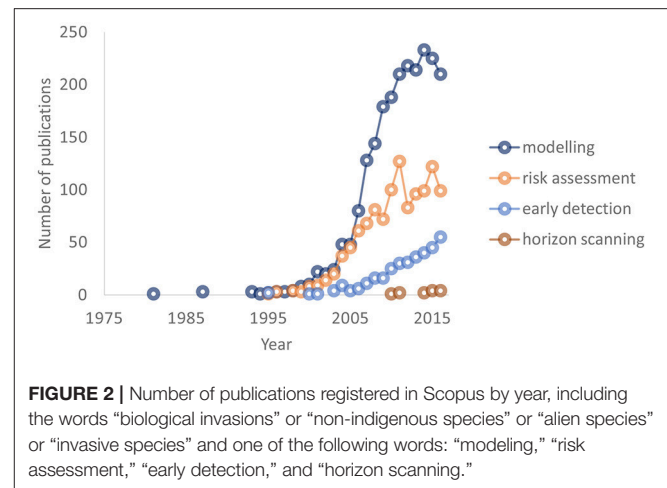 250
200
150
100
50
0
Number of publications
1975 1985 1995 2005 2015
Year
modelling
risk assessment
early detection
horizon scanning
FIGURE 2 | Number of publications registered in Scopus by year, including
the words “biological invasions” or “non-indigenous species” or “alien species”
or “invasive species” and one of the following words: “modeling,” “risk
assessment,” “early detection,” and “horizon scanning.”